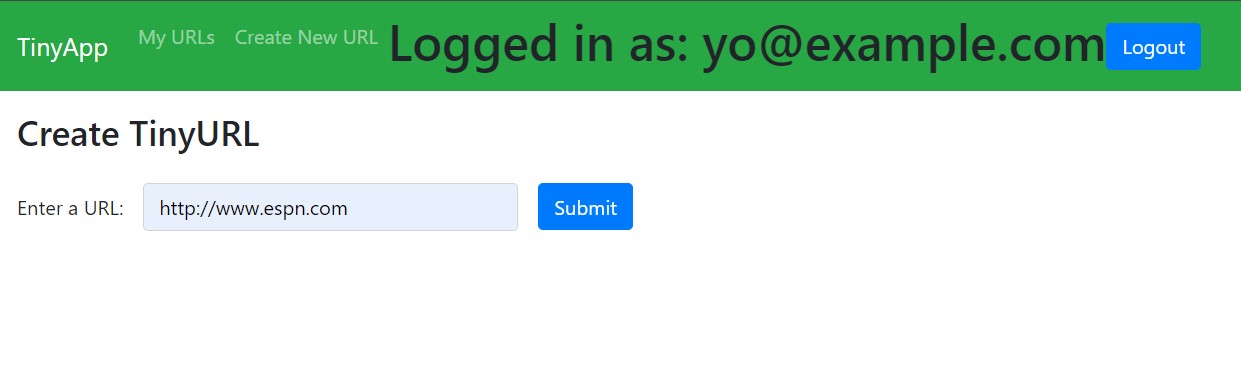 TinyApp My URLs Create New URL Logged in as: yo@example.com Logout
Create TinyURL
Enter a URL: http://www.espn.com Submit